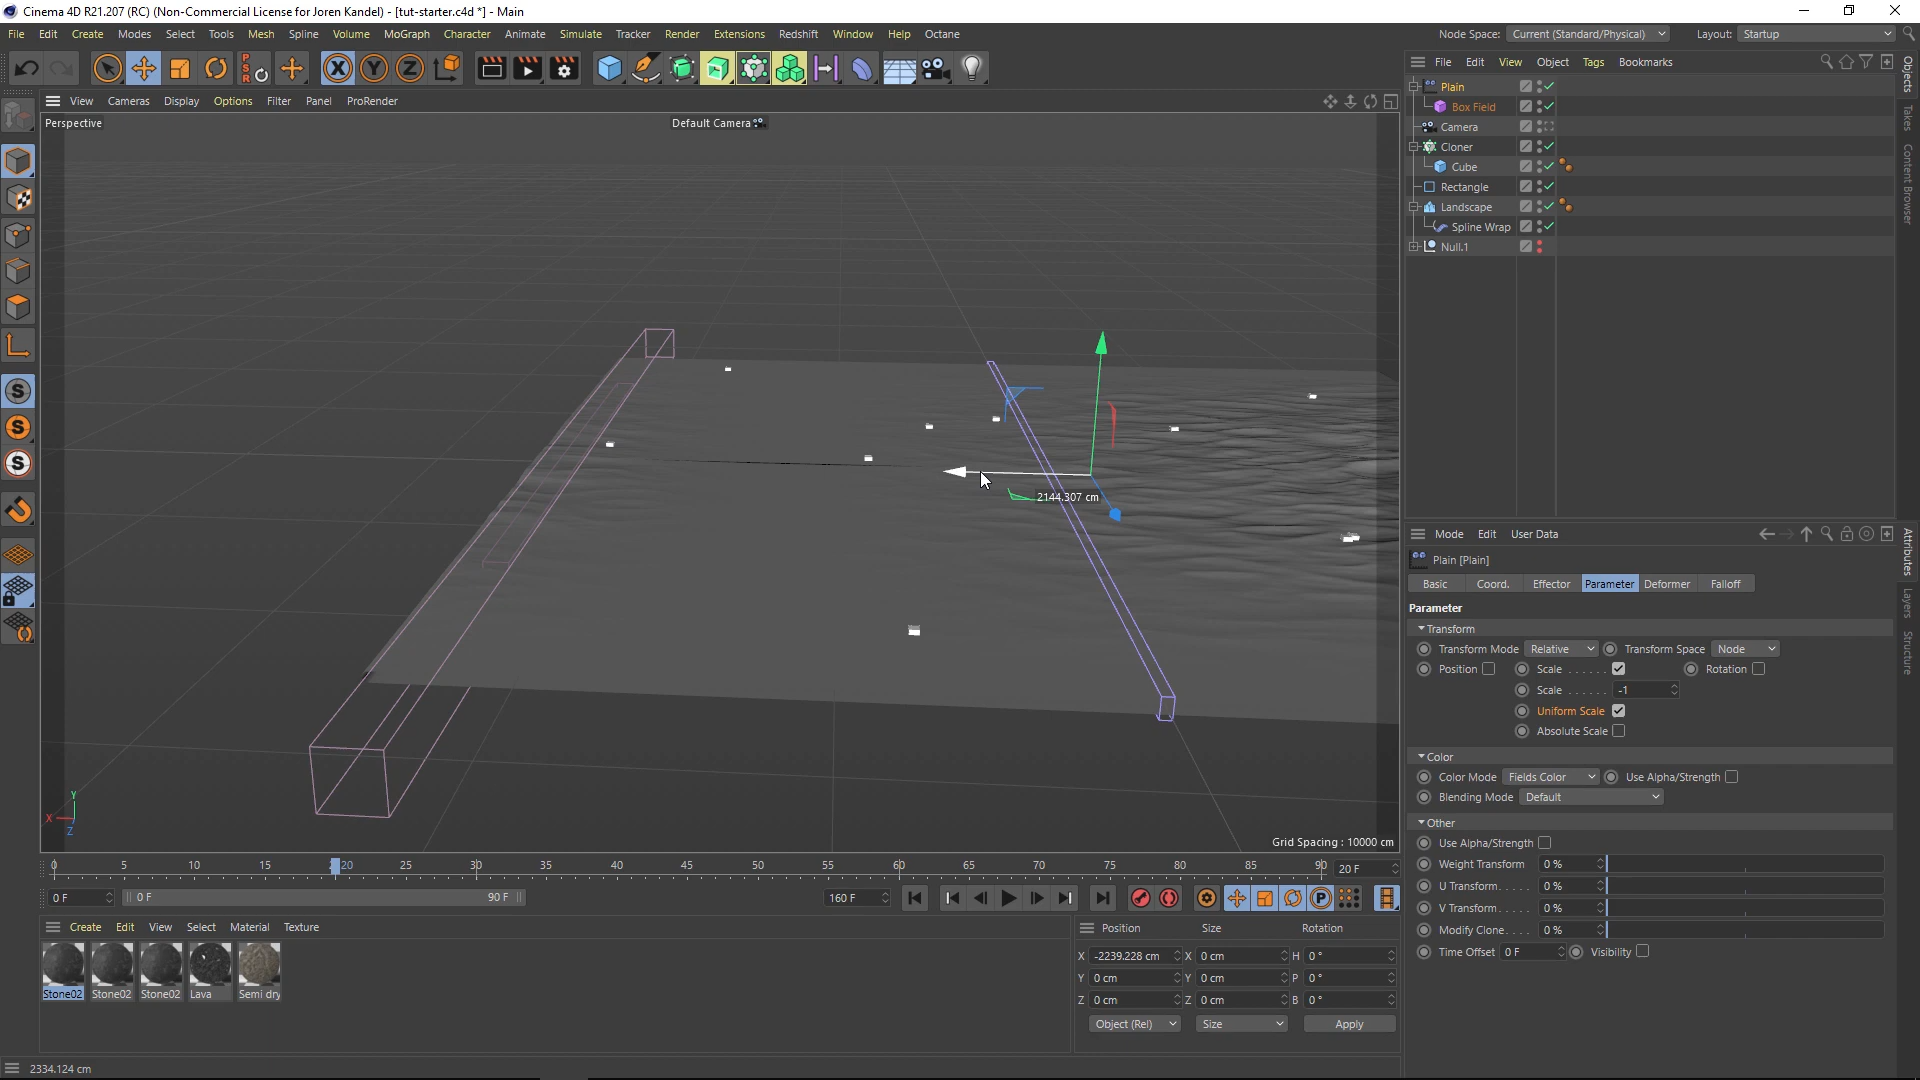 Cinema 4D R21.207 (RC) (Non-Commercial License for Joren Kandel) - [tut-starter.c4d *] - Main
File Edit Create Modes Select Tools Mesh Spline Volume MoGraph Character Animate Simulate Tracker Render Extensions Redshift Window Help Octane Node Space: Current (Standard/Physical) Layout: Startup
X Y Z P S R
File Edit View Object Tags Bookmarks
View Cameras Display Options Filter Panel ProRender
Perspective Default Camera
Plain
Box Field
Camera
Cloner
Cube
Rectangle
Landscape
Spline Wrap
Null.1
Objects
Takes
Content Browser
S
S
S
2144.307 cm
Y
X
Z
Grid Spacing : 10000 cm
Mode Edit User Data
Plain [Plain]
Basic Coord. Effector Parameter Deformer Falloff
Parameter
Transform
Transform Mode Relative Transform Space Node
Position Scale . . . . . . Rotation
Scale . . . . . . -1
Uniform Scale
Absolute Scale
Color
Color Mode Fields Color Use Alpha/Strength
Blending Mode Default
Other
Use Alpha/Strength
Weight Transform 0 %
U Transform. . . . . 0 %
V Transform. . . . . 0 %
Modify Clone. . . . 0 %
Time Offset 0 F Visibility
Attributes
Layers
Structure
0 5 10 15 20 25 30 35 40 45 50 55 60 65 70 75 80 85 90 20 F
0 F 0 F 90 F 160 F P
Create Edit View Select Material Texture
Stone02 Stone02 Stone02 Lava Semi dry
Position Size Rotation
X -2239.228 cm X 0 cm H 0 °
Y 0 cm Y 0 cm P 0 °
Z 0 cm Z 0 cm B 0 °
Object (Rel) Size Apply
2334.124 cm